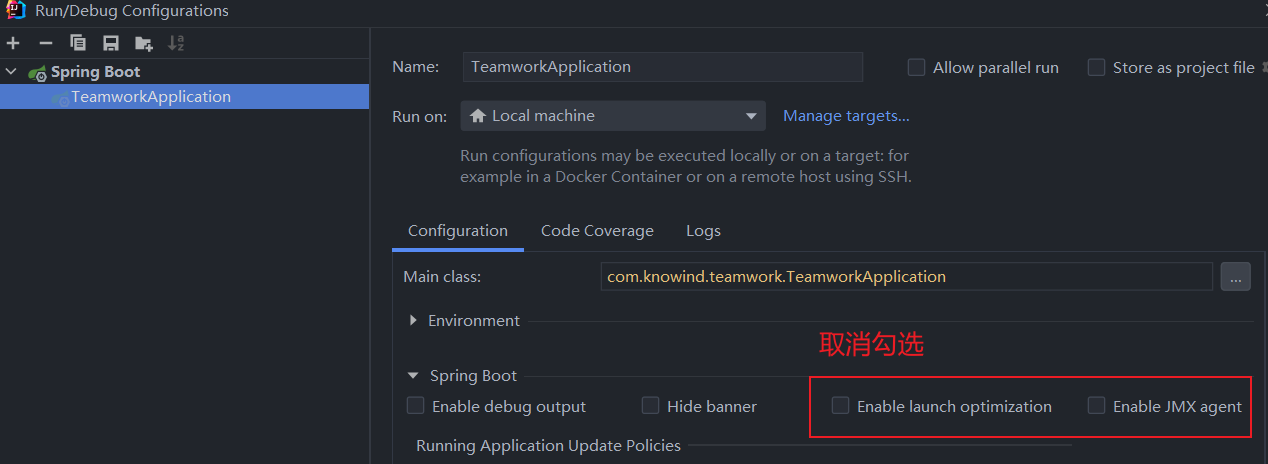 Run/Debug Configurations
Spring Boot
TeamworkApplication
Name: TeamworkApplication Allow parallel run Store as project file
Run on: Local machine Manage targets...
Run configurations may be executed locally or on a target: for
example in a Docker Container or on a remote host using SSH.
Configuration Code Coverage Logs
Main class: com.knowind.teamwork.TeamworkApplication ...
Environment
取消勾选
Spring Boot
Enable debug output Hide banner Enable launch optimization Enable JMX agent
Running Application Update Policies